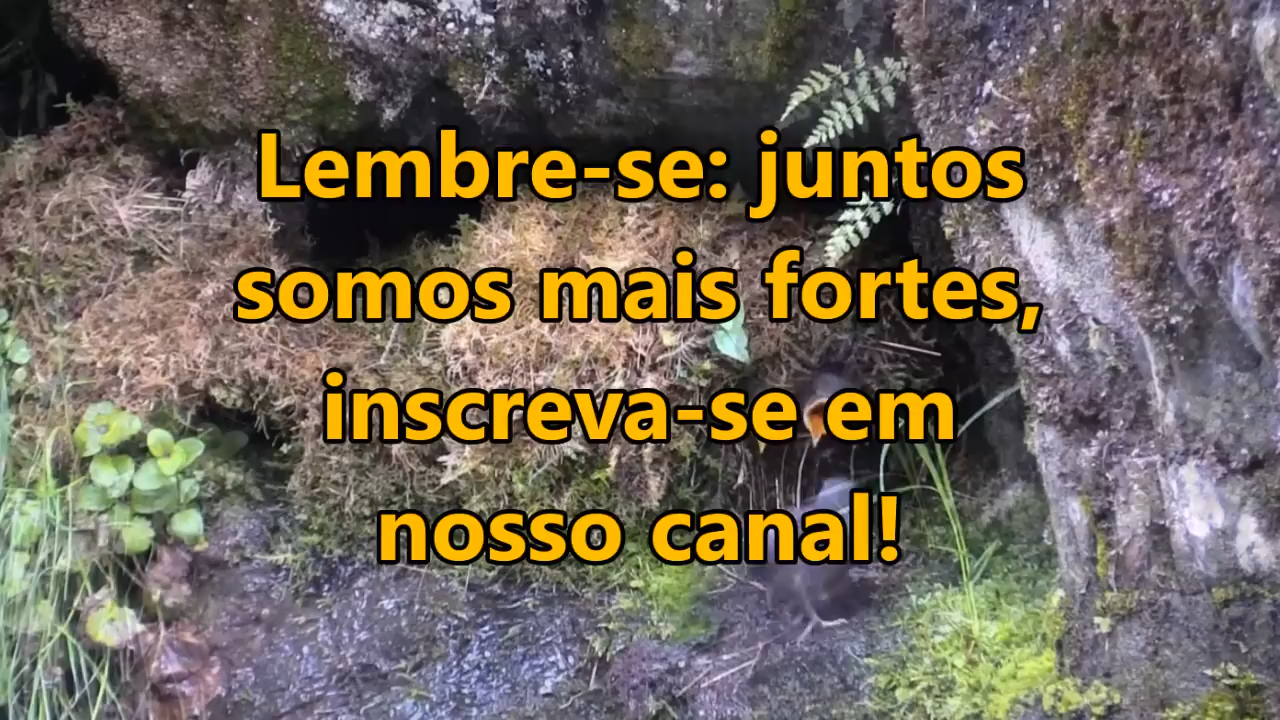 Lembre-se: juntos
somos mais fortes,
inscreva-se em
nosso canal!